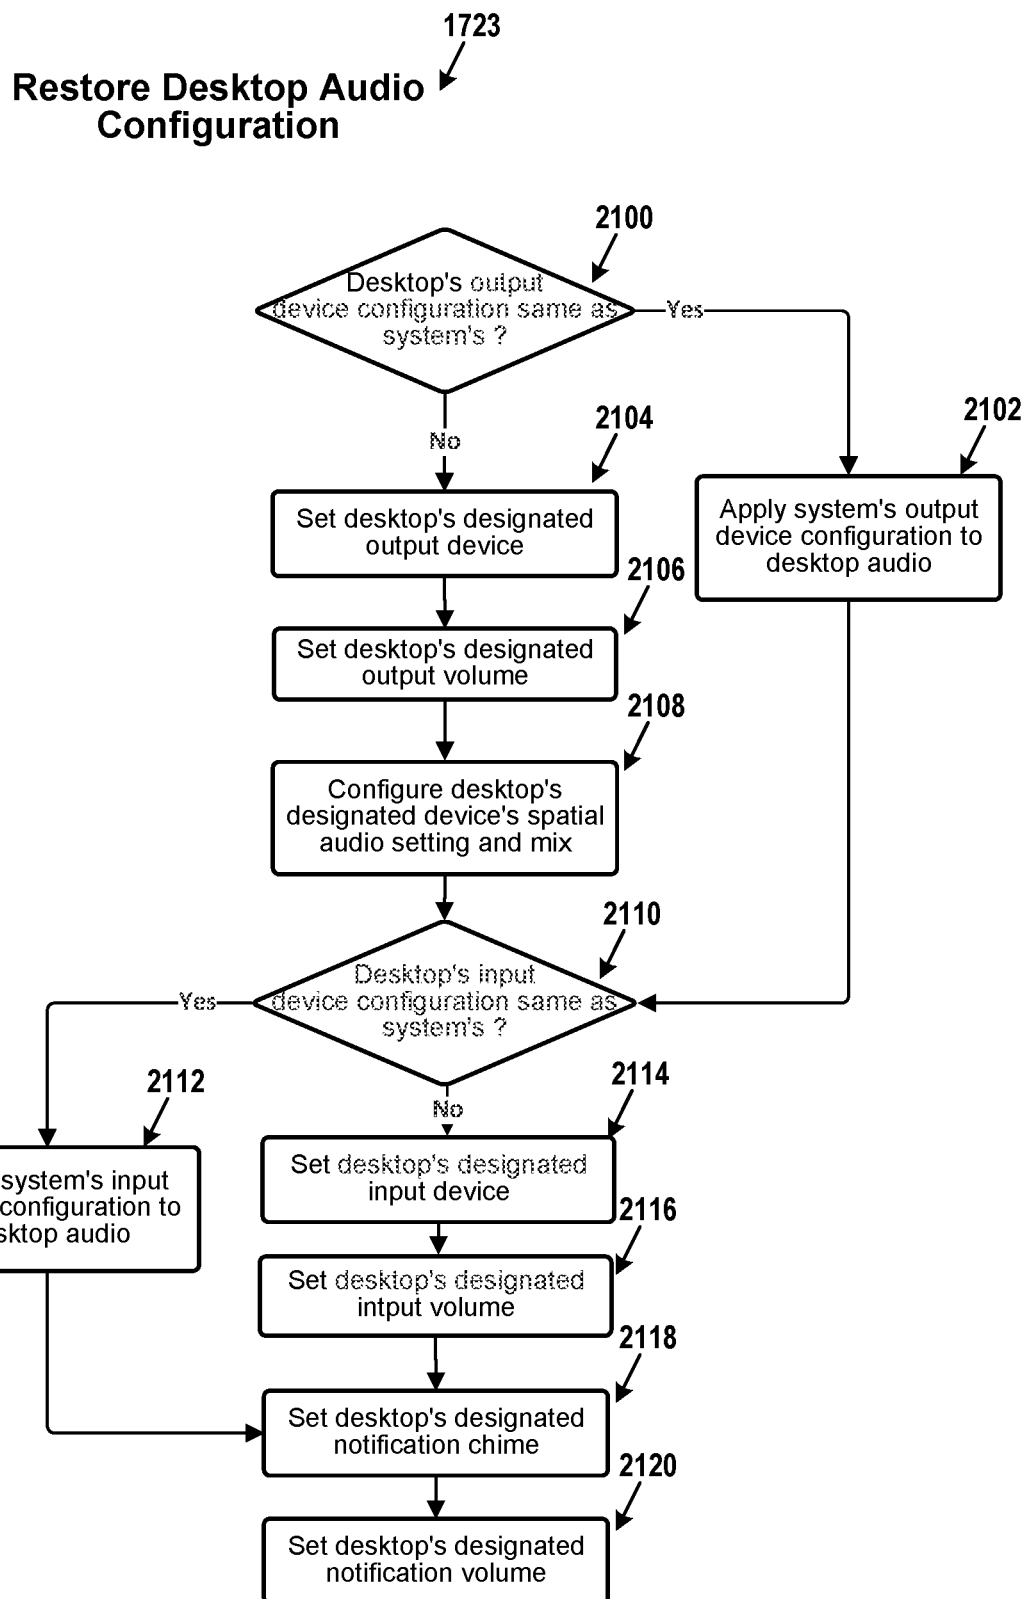 1723
Restore Desktop Audio
Configuration
2100
Desktop's output
device configuration same as
system's ?
Yes
No
2104
2102
Set desktop's designated
output device
Apply system's output
device configuration to
desktop audio
2106
Set desktop's designated
output volume
2108
Configure desktop's
designated device's spatial
audio setting and mix
2110
Desktop's input
device configuration same as
system's ?
Yes
No
2112
2114
system's input
configuration to
sktop audio
Set desktop's designated
input device
2116
Set desktop's designated
intput volume
2118
Set desktop's designated
notification chime
2120
Set desktop's designated
notification volume